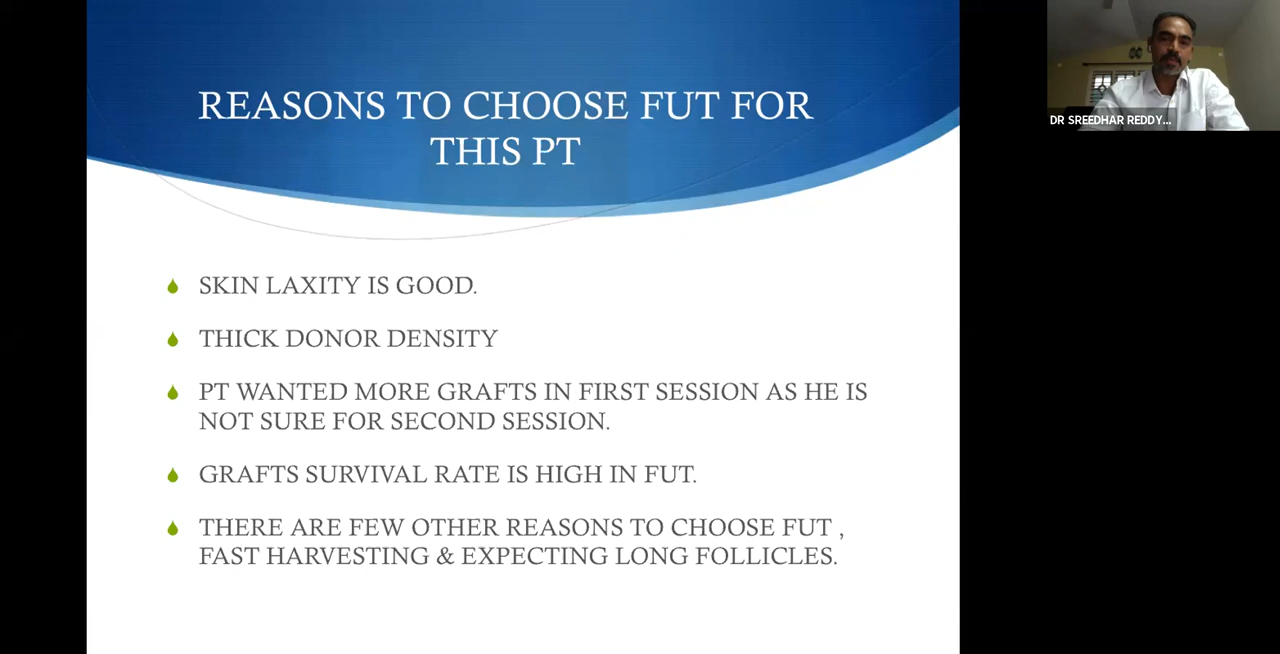 REASONS TO CHOOSE FUT FOR
THIS PT
SKIN LAXITY IS GOOD.
THICK DONOR DENSITY
PT WANTED MORE GRAFTS IN FIRST SESSION AS HE IS
NOT SURE FOR SECOND SESSION.
GRAFTS SURVIVAL RATE IS HIGH IN FUT.
THERE ARE FEW OTHER REASONS TO CHOOSE FUT ,
FAST HARVESTING & EXPECTING LONG FOLLICLES.
DR SREEDHAR REDDY...